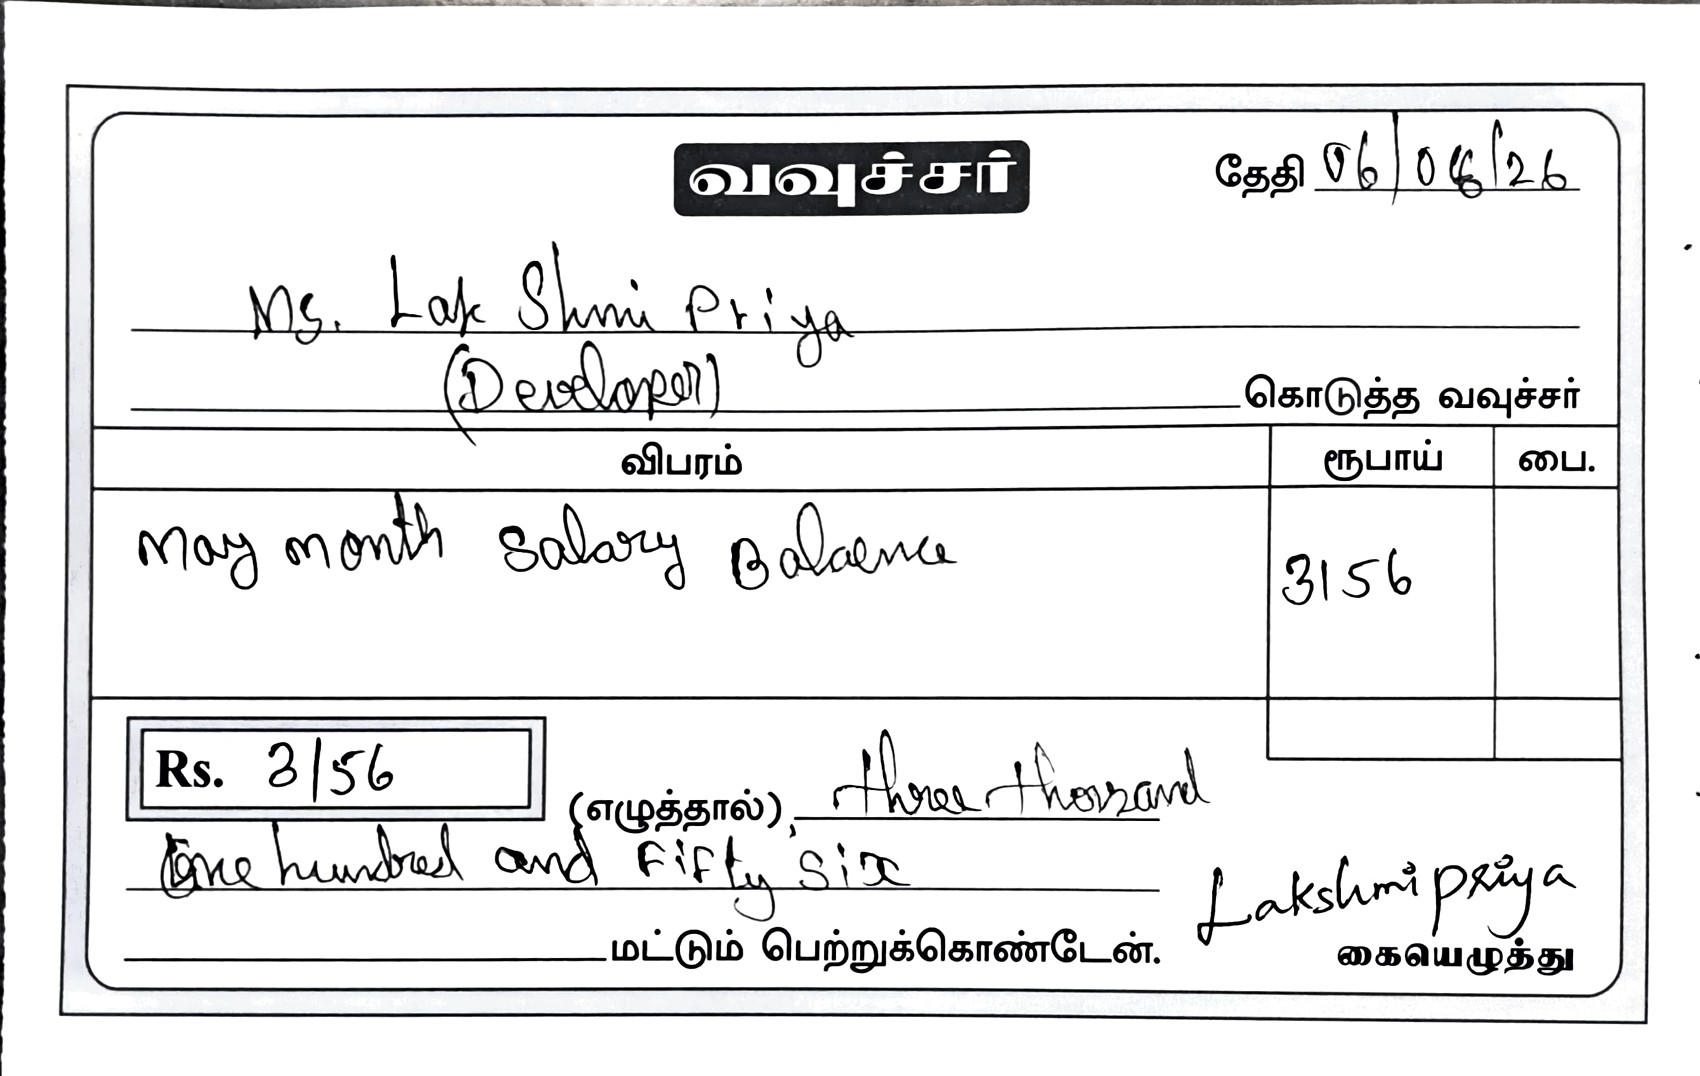 வவுச்சர்
தேதி 06/06/26
Ms. Lak Shmi Priya
(Developer)
கொடுத்த வவுச்சர்
விபரம் ரூபாய் பை.
May month Salary Balaence 3156
Rs. 3156
(எழுத்தால்) three thousand
One hundred and Fifty six
மட்டும் பெற்றுக்கொண்டேன்.
Lakshmi priya
கையெழுத்து